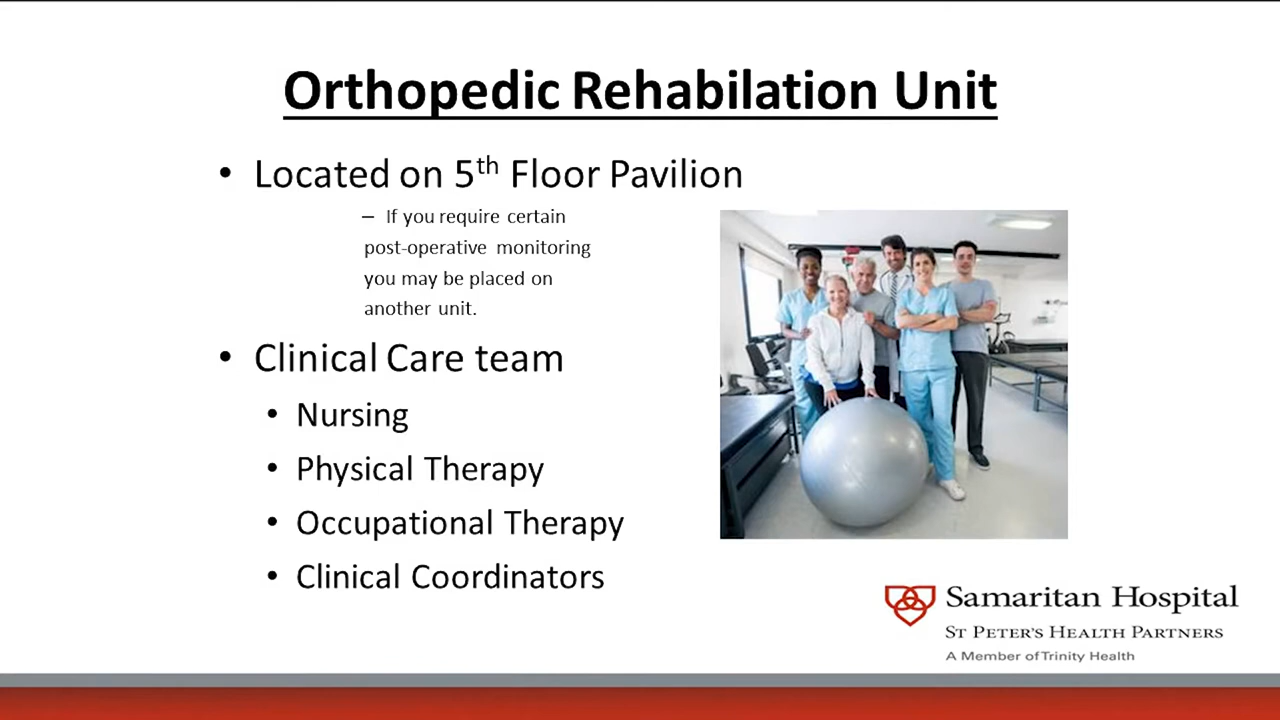 Orthopedic Rehabilation Unit
• Located on 5th Floor Pavilion
– If you require certain
post-operative monitoring
you may be placed on
another unit.
• Clinical Care team
• Nursing
• Physical Therapy
• Occupational Therapy
• Clinical Coordinators
Samaritan Hospital
ST PETER'S HEALTH PARTNERS
A Member of Trinity Health